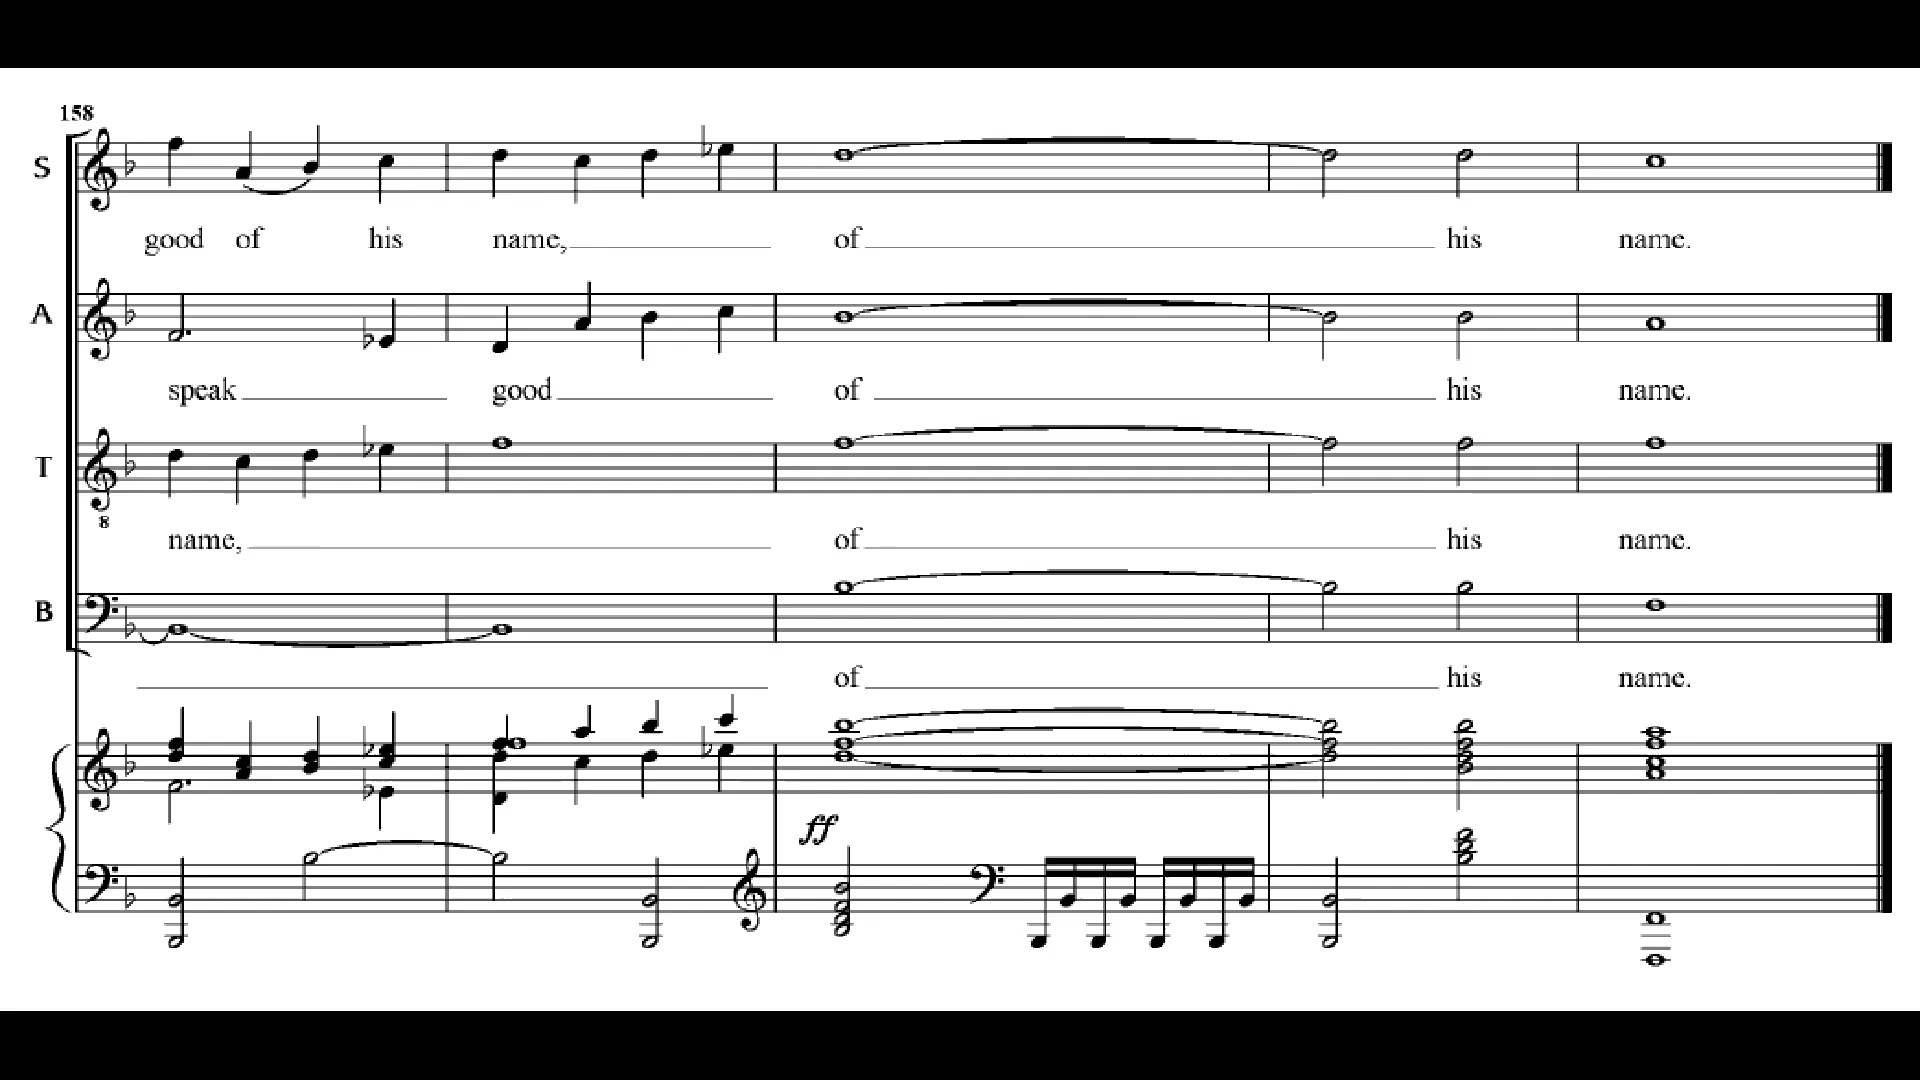 158
S
good of his name, of his name.
A
speak good of his name.
T
8
name, of his name.
B
of his name.
ff